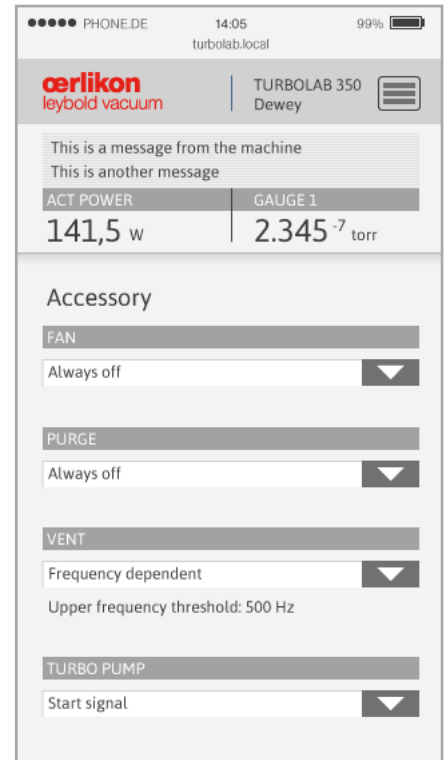 PHONE.DE 14:05 99%
turbolab.local
œrlikon
leybold vacuum
TURBOLAB 350
Dewey
This is a message from the machine
This is another message
ACT POWER GAUGE 1
141,5 W 2.345 -7 torr
Accessory
FAN
Always off
PURGE
Always off
VENT
Frequency dependent
Upper frequency threshold: 500 Hz
TURBO PUMP
Start signal